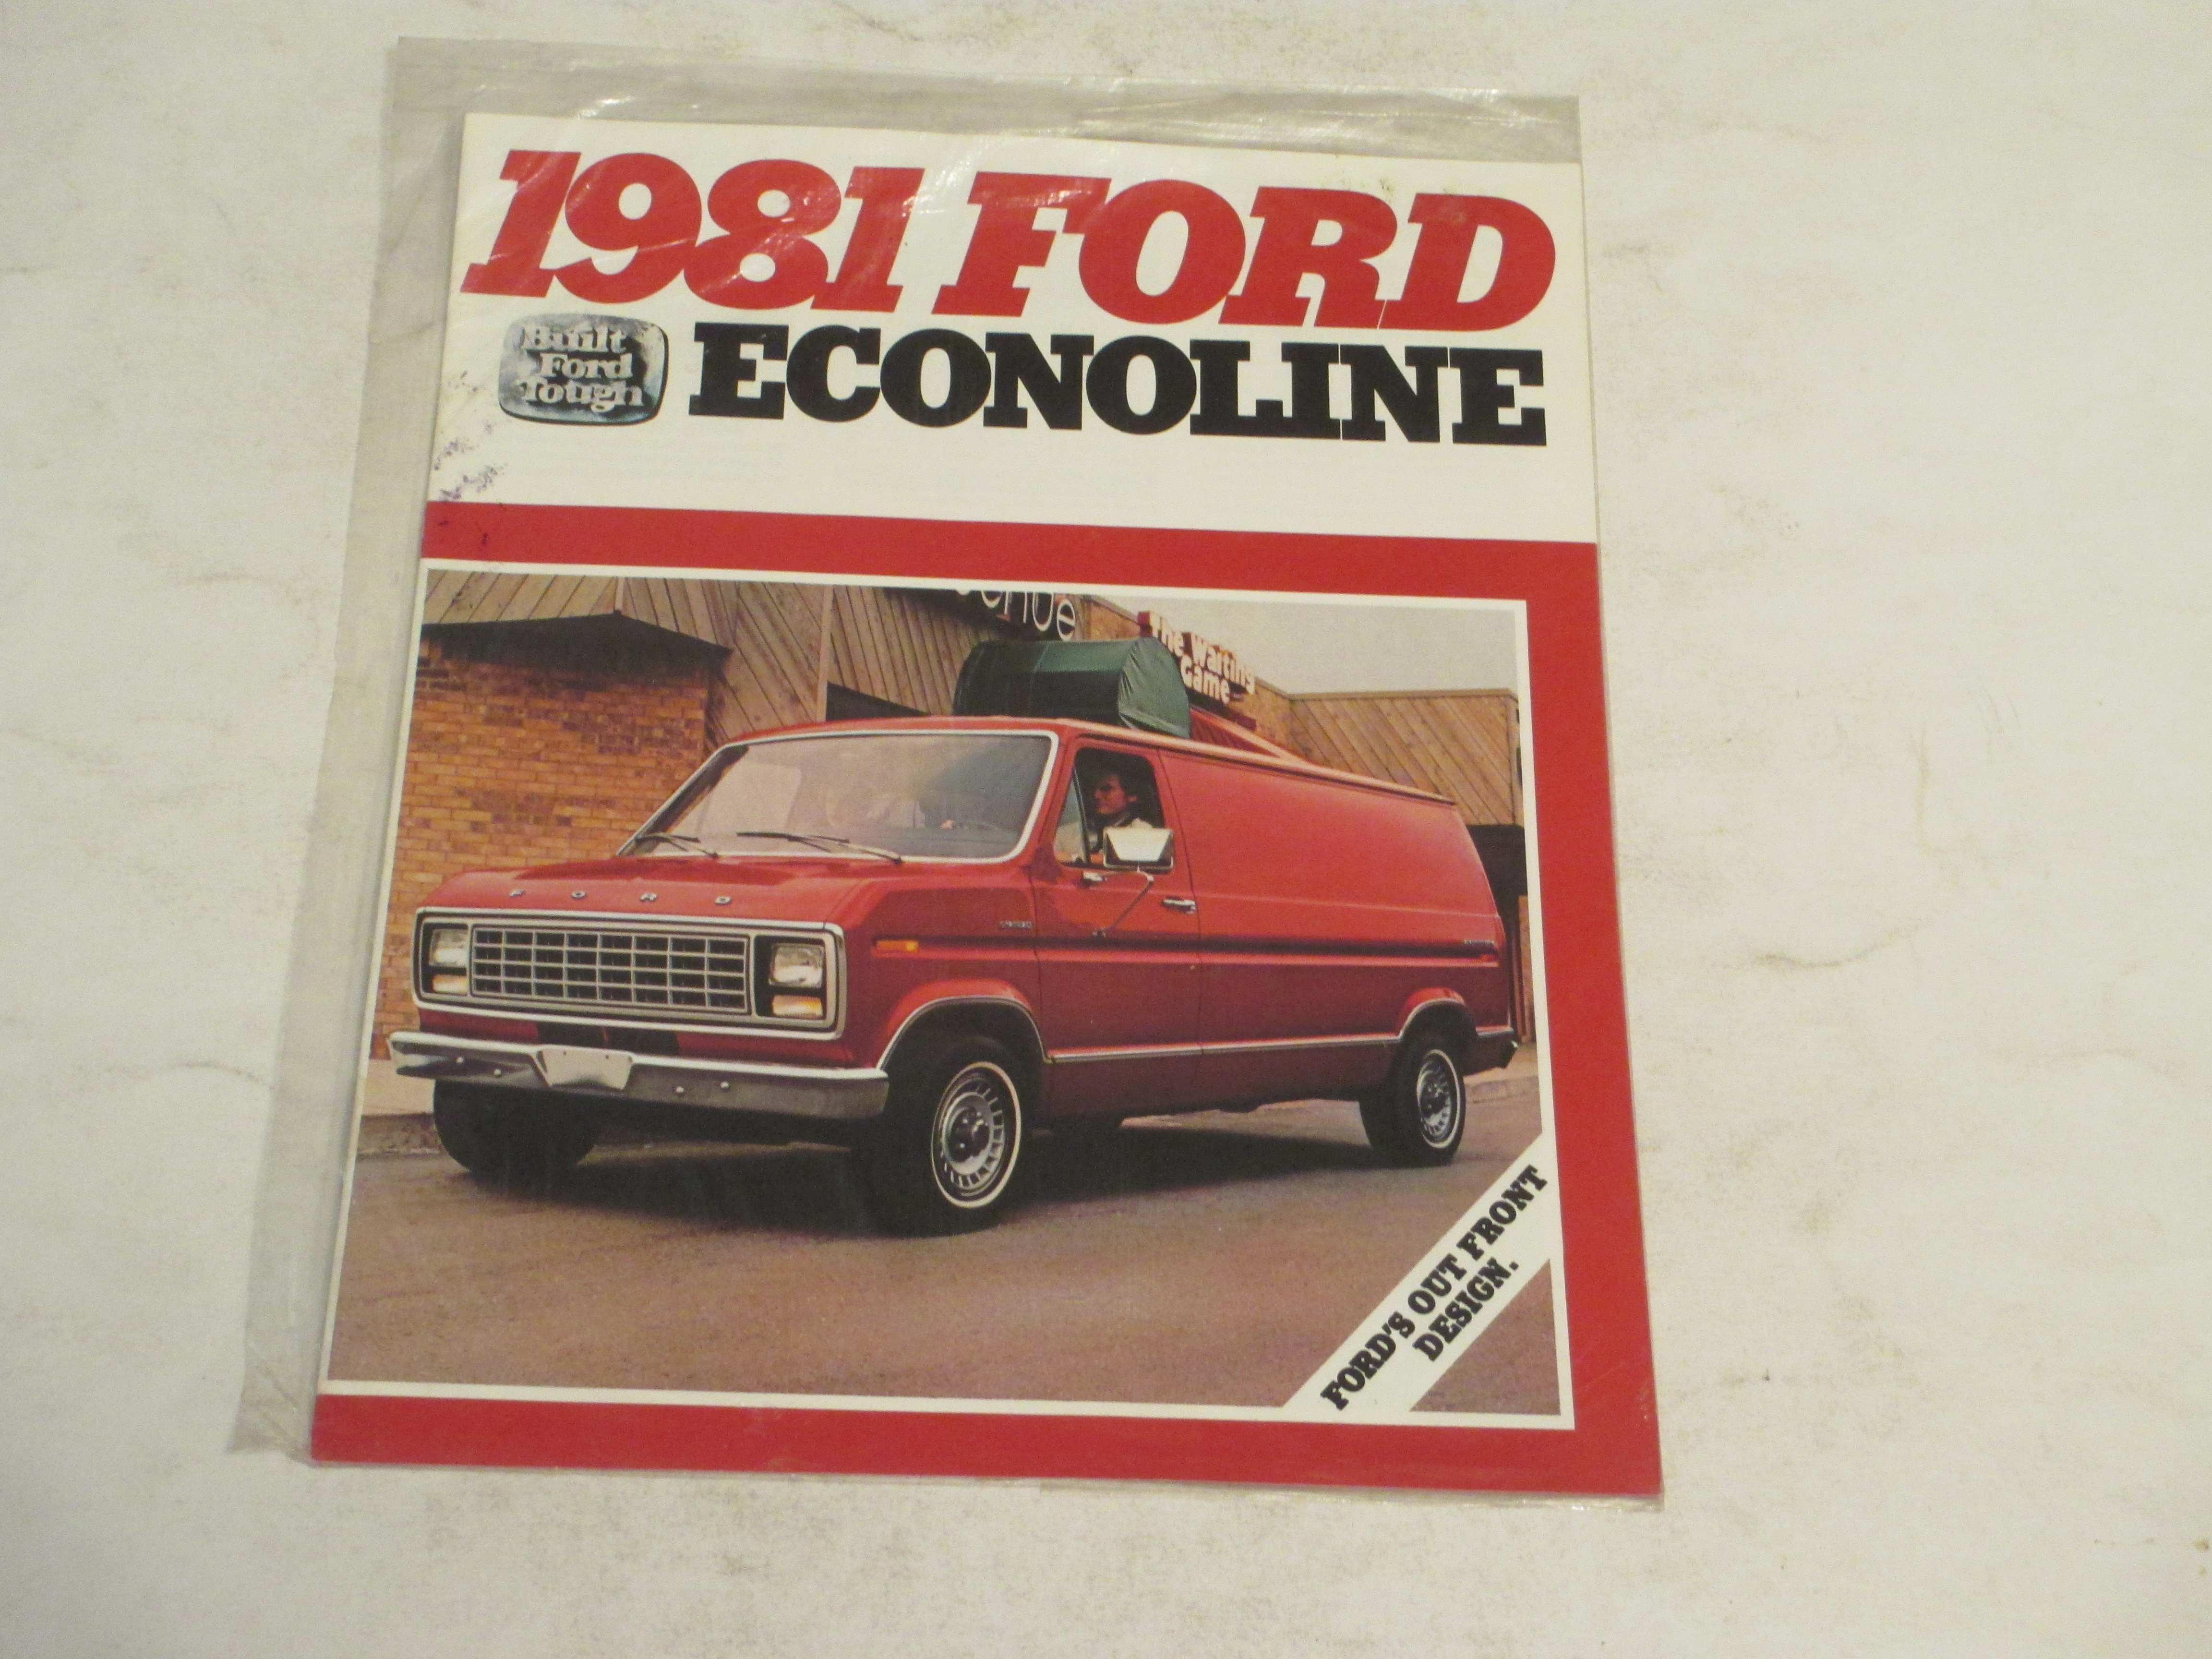 1981 FORD
Built
Ford
Tough
ECONOLINE
The Waiting
Game
FORD
FORD'S OUT FRONT
DESIGN.